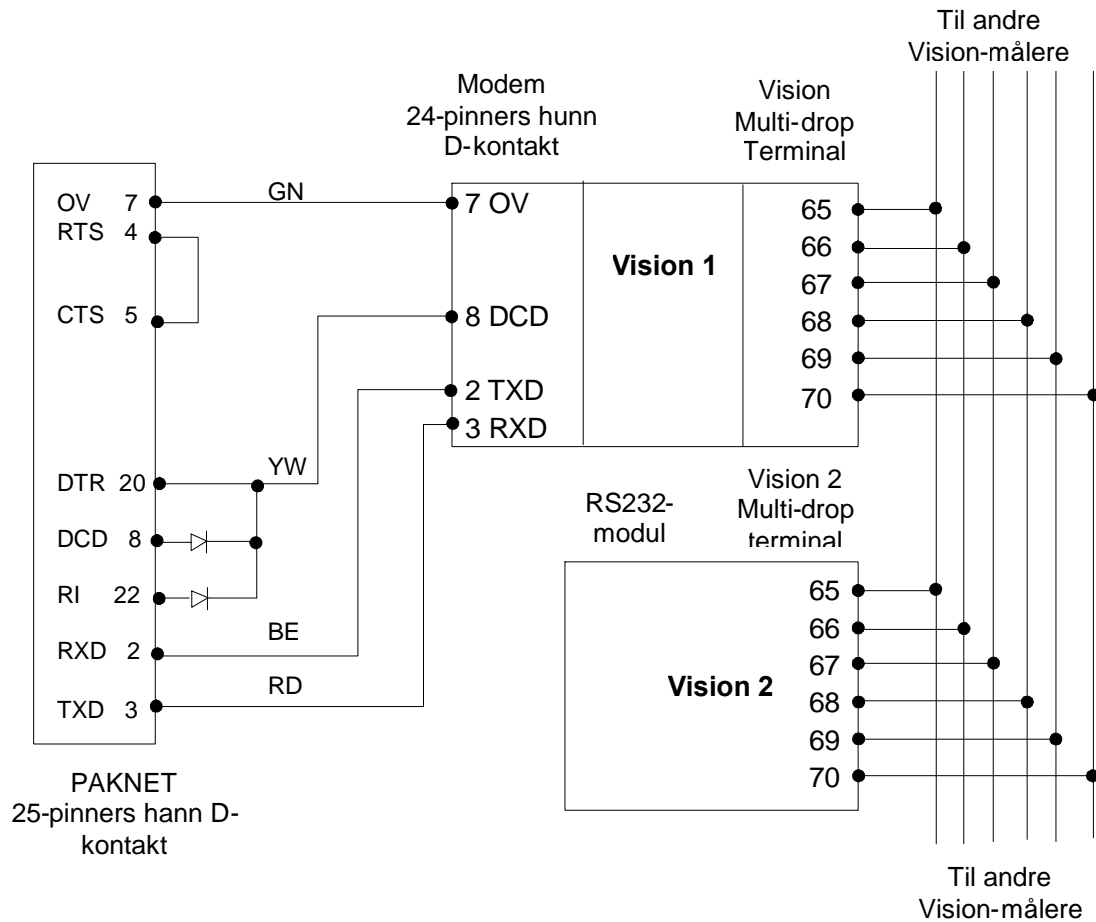 Til andre
Vision-målere
Modem
24-pinners hunn
D-kontakt
Vision
Multi-drop
Terminal
OV 7
RTS 4
CTS 5
DTR 20
DCD 8
RI 22
RXD 2
TXD 3
GN
YW
BE
RD
7 OV
8 DCD
2 TXD
3 RXD
Vision 1
65
66
67
68
69
70
RS232-
modul
Vision 2
Multi-drop
terminal
Vision 2
65
66
67
68
69
70
PAKNET
25-pinners hann D-
kontakt
Til andre
Vision-målere